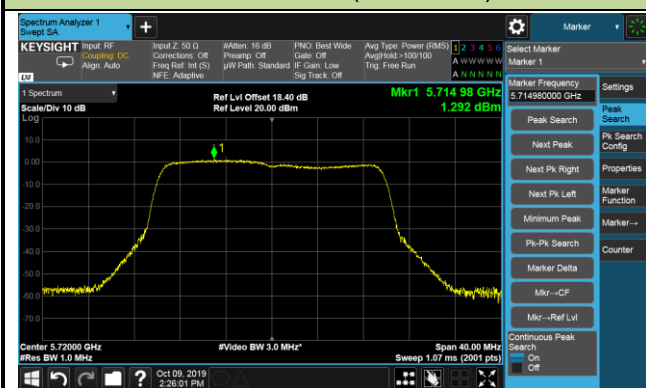 Spectrum Analyzer 1
Swept SA
Marker
KEYSIGHT
Input: RF
Coupling: DC
Align: Auto
Input Z: 50 Ω
Corrections: Off
Freq Ref: Int (S)
NFE: Adaptive
#Atten: 16 dB
Preamp: Off
µW Path: Standard
PNO: Best Wide
Gate: Off
IF Gain: Low
Sig Track: Off
Avg Type: Power (RMS)
Avg|Hold:>100/100
Trig: Free Run
1 2 3 4 5 6
A W W W W W
A N N N N N
LXI
Select Marker
Marker 1
1 Spectrum
Scale/Div 10 dB
Log
Ref Lvl Offset 18.40 dB
Ref Level 20.00 dBm
Mkr1 5.714 98 GHz
1.292 dBm
Marker Frequency
5.714980000 GHz
Peak Search
Next Peak
Next Pk Right
Next Pk Left
Minimum Peak
Pk-Pk Search
Marker Delta
Mkr→CF
Mkr→Ref Lvl
Continuous Peak
Search
On
Off
Settings
Peak
Search
Pk Search
Config
Properties
Marker
Function
Marker→
Counter
10.0
0.00
-10.0
-20.0
-30.0
-40.0
-50.0
-60.0
-70.0
1
Center 5.72000 GHz
#Res BW 1.0 MHz
#Video BW 3.0 MHz*
Span 40.00 MHz
Sweep 1.07 ms (2001 pts)
?
Oct 09, 2019
2:26:01 PM